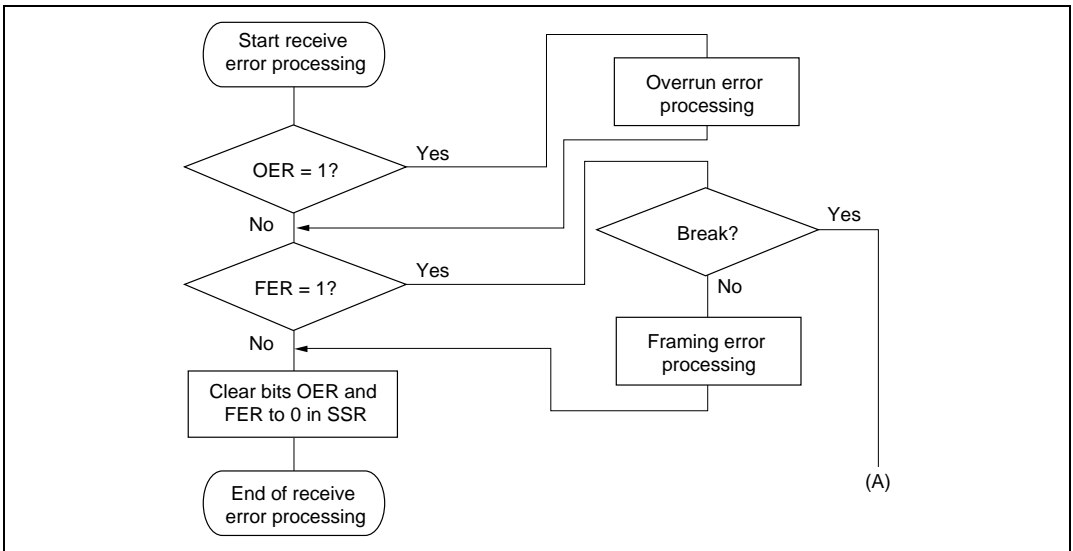 Start receive
error processing
Overrun error
processing
OER = 1?
Yes
No
Break?
Yes
FER = 1?
Yes
No
No
Framing error
processing
Clear bits OER and
FER to 0 in SSR
(A)
End of receive
error processing